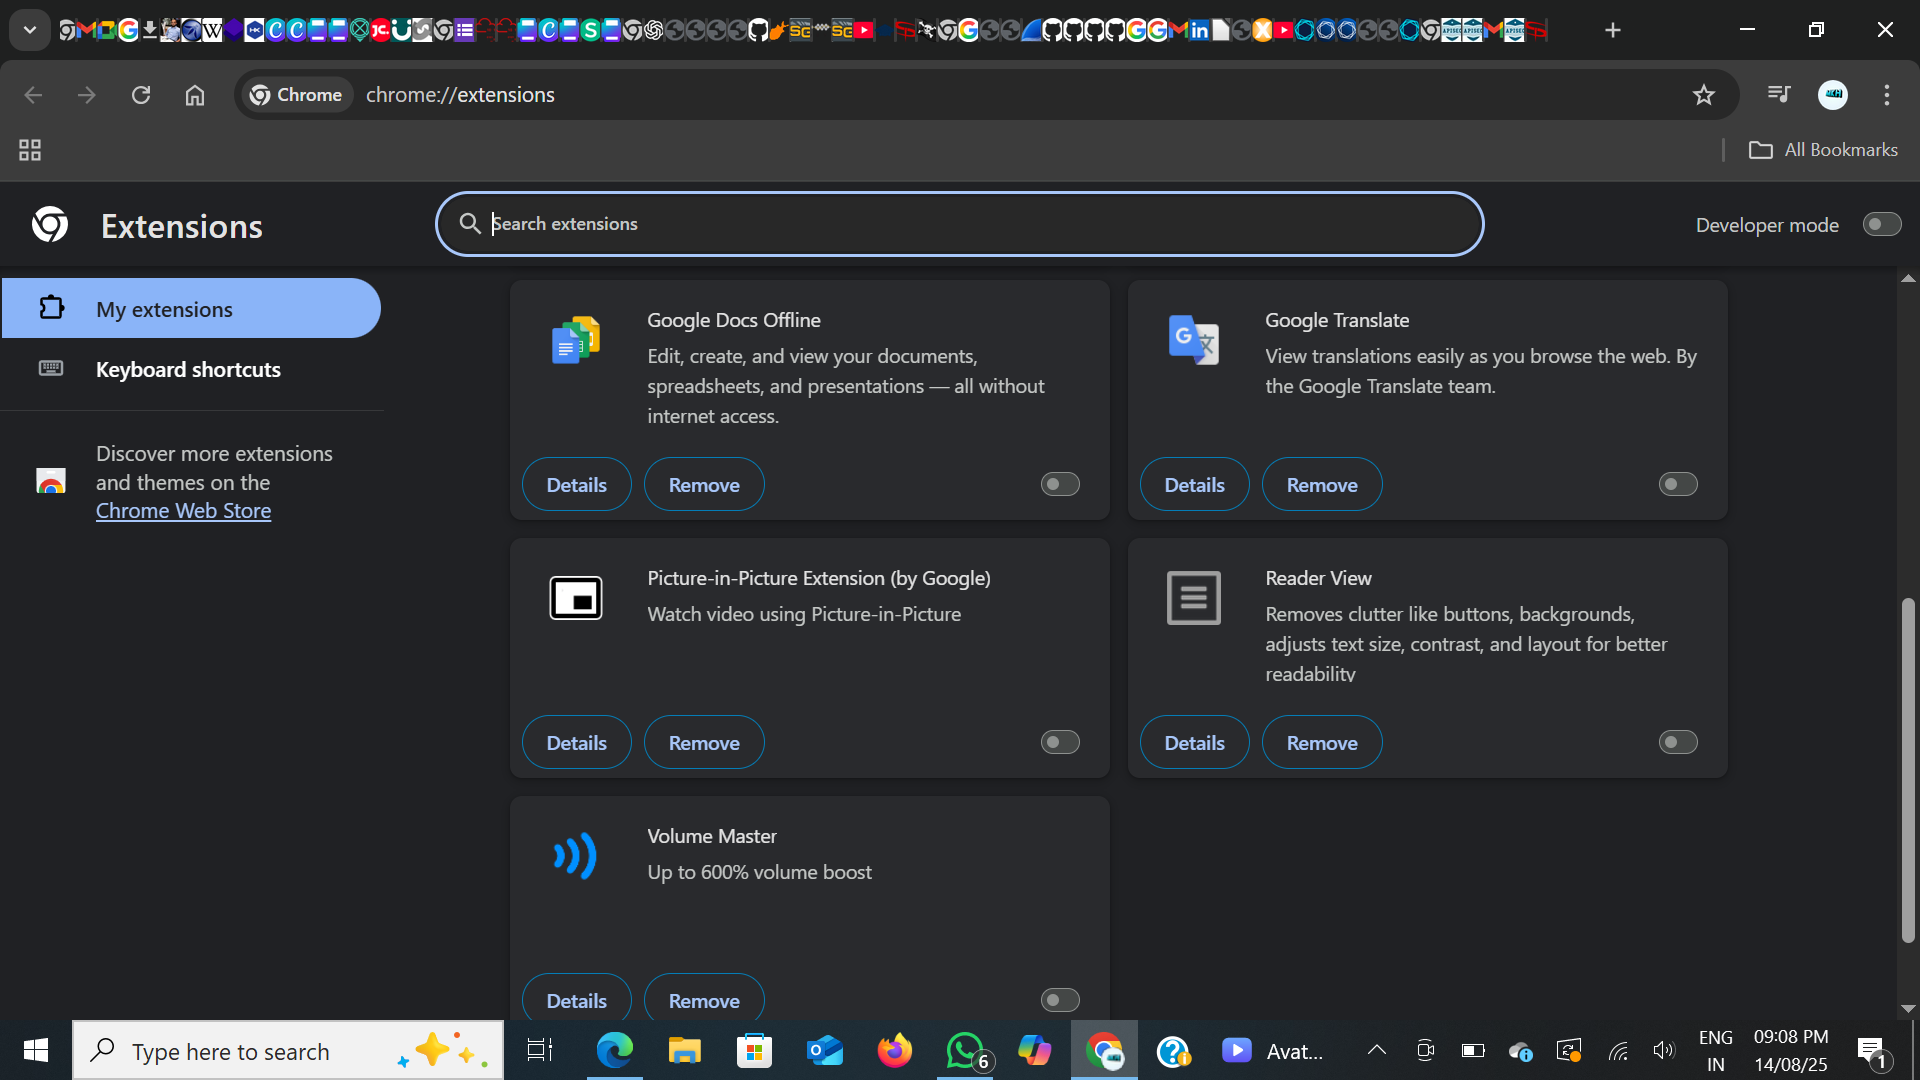 Chrome
chrome://extensions
All Bookmarks
Extensions
Search extensions
Developer mode
My extensions
Keyboard shortcuts
Discover more extensions
and themes on the
Chrome Web Store
Google Docs Offline
Edit, create, and view your documents,
spreadsheets, and presentations — all without
internet access.
Details
Remove
Google Translate
View translations easily as you browse the web. By
the Google Translate team.
Details
Remove
Picture-in-Picture Extension (by Google)
Watch video using Picture-in-Picture
Details
Remove
Reader View
Removes clutter like buttons, backgrounds,
adjusts text size, contrast, and layout for better
readability
Details
Remove
Volume Master
Up to 600% volume boost
Details
Remove
Type here to search
6
Avat...
ENG
IN
09:08 PM
14/08/25
1